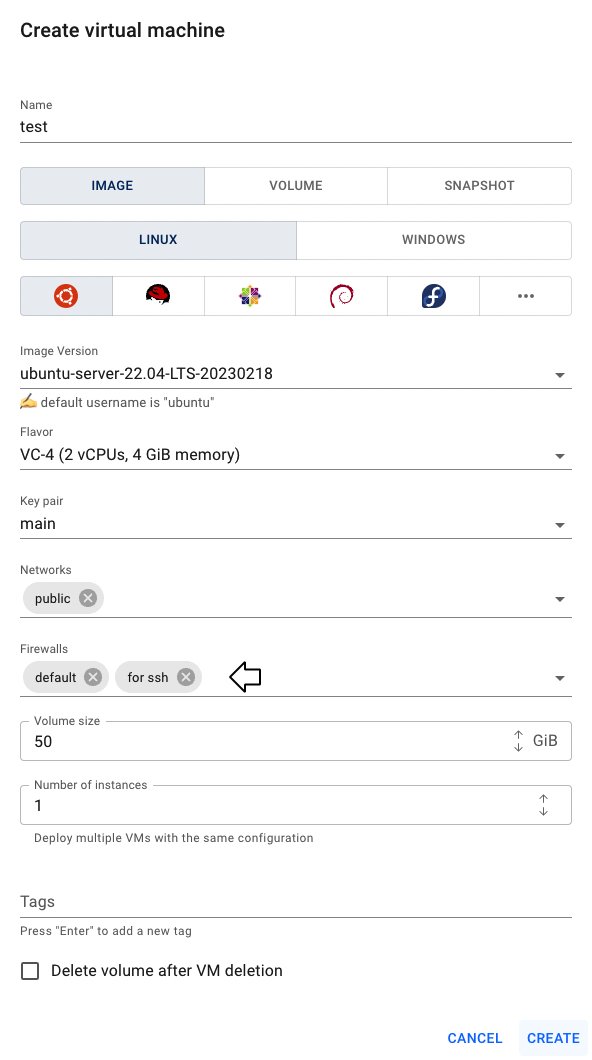 Create virtual machine
Name
test
IMAGE VOLUME SNAPSHOT
LINUX WINDOWS
Image Version
ubuntu-server-22.04-LTS-20230218
✍️ default username is "ubuntu"
Flavor
VC-4 (2 vCPUs, 4 GiB memory)
Key pair
main
Networks
public
Firewalls
default for ssh
Volume size
50 GiB
Number of instances
1
Deploy multiple VMs with the same configuration
Tags
Press "Enter" to add a new tag
Delete volume after VM deletion
CANCEL CREATE